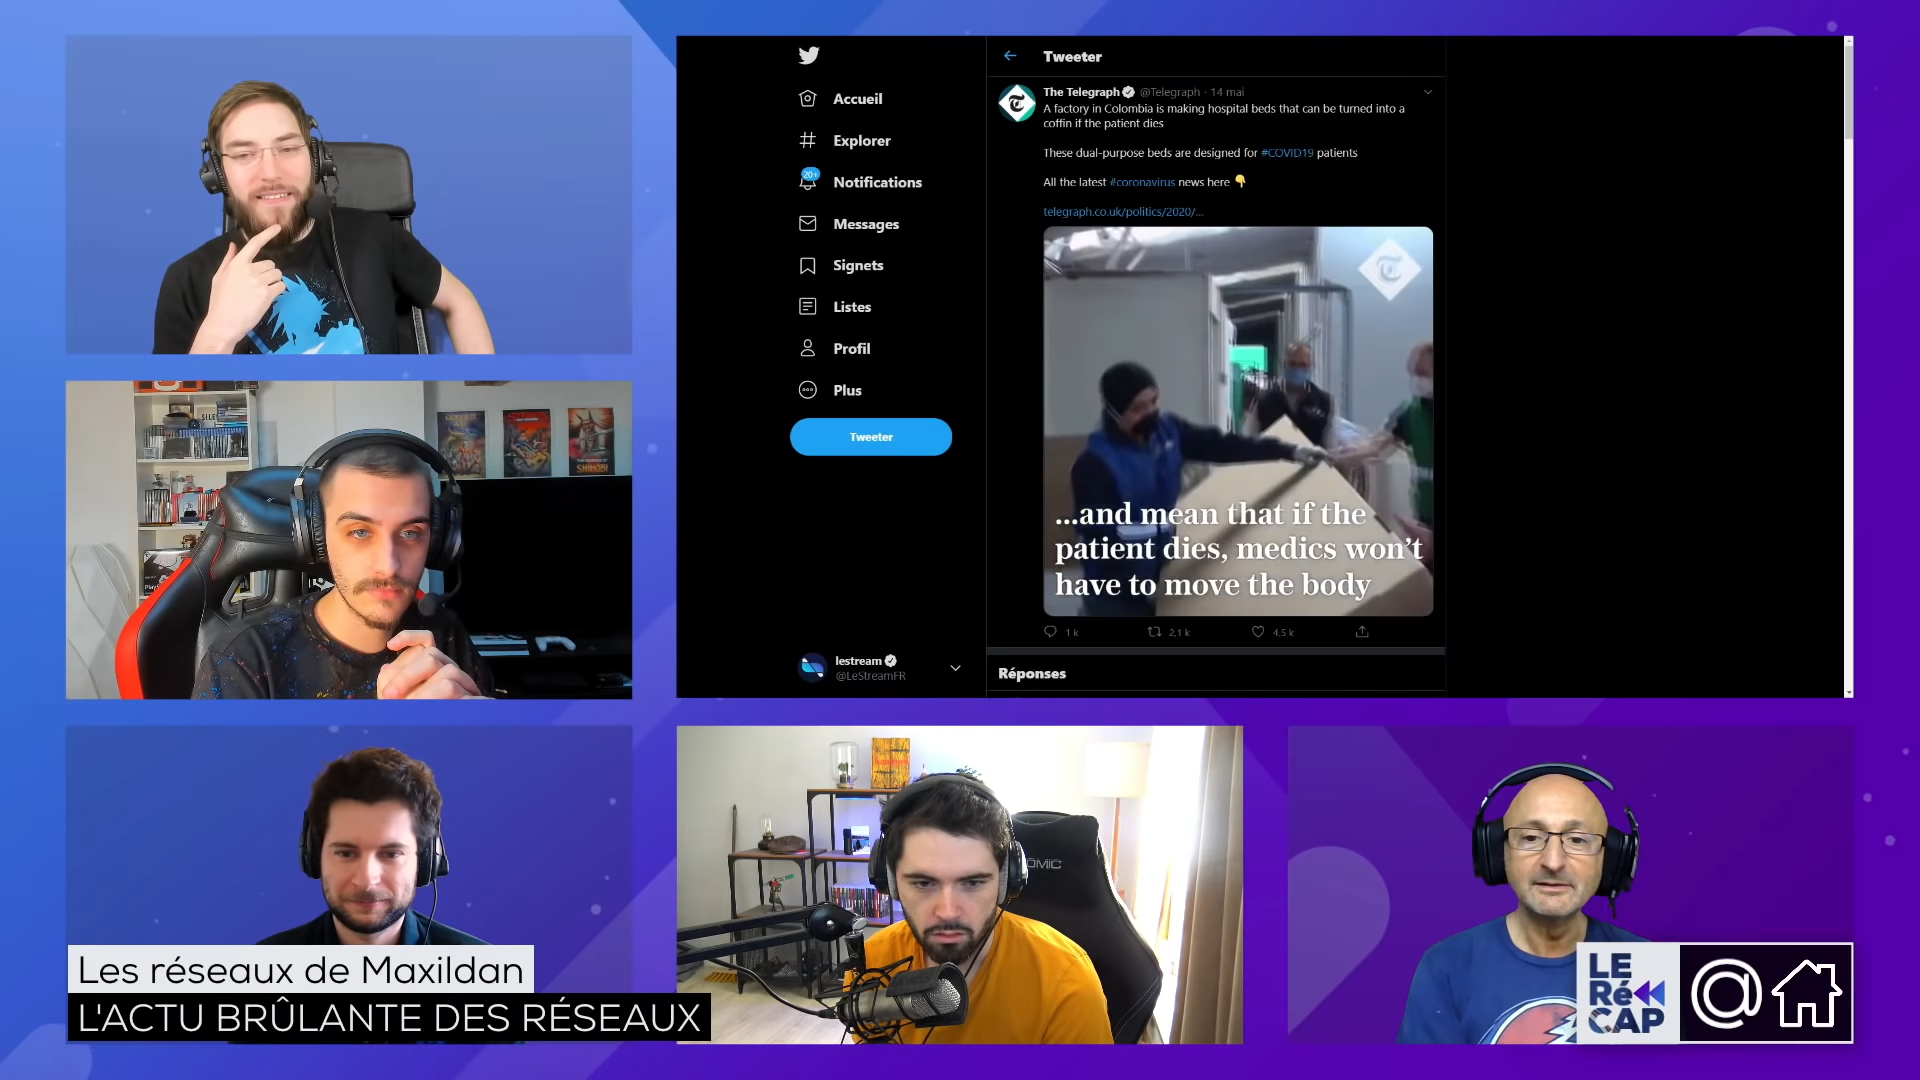 Accueil
Explorer
20+
Notifications
Messages
Signets
Listes
Profil
Plus
Tweeter
lestream
@LeStreamFR
Tweeter
The Telegraph @Telegraph · 14 mai
A factory in Colombia is making hospital beds that can be turned into a
coffin if the patient dies
These dual-purpose beds are designed for #COVID19 patients
All the latest #coronavirus news here 👇
telegraph.co.uk/politics/2020/...
...and mean that if the
patient dies, medics won't
have to move the body
1 k 2,1 k 4,5 k
Réponses
SHINOBI
Les réseaux de Maxildan
L'ACTU BRÛLANTE DES RÉSEAUX
LE
Ré
CAP
@